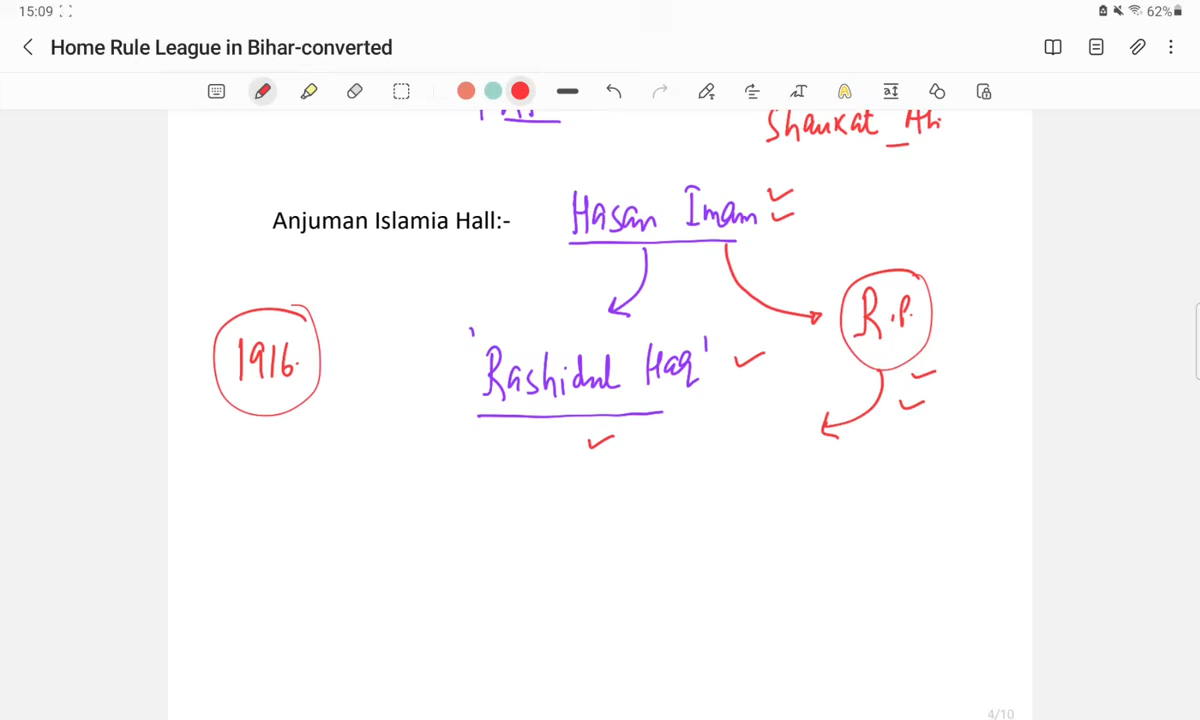 15:09
62%
Home Rule League in Bihar-converted
Shaukat Ali
Anjuman Islamia Hall:-
Hasan Imam
R.P.
1916.
'Rashidul Haq'
4/10